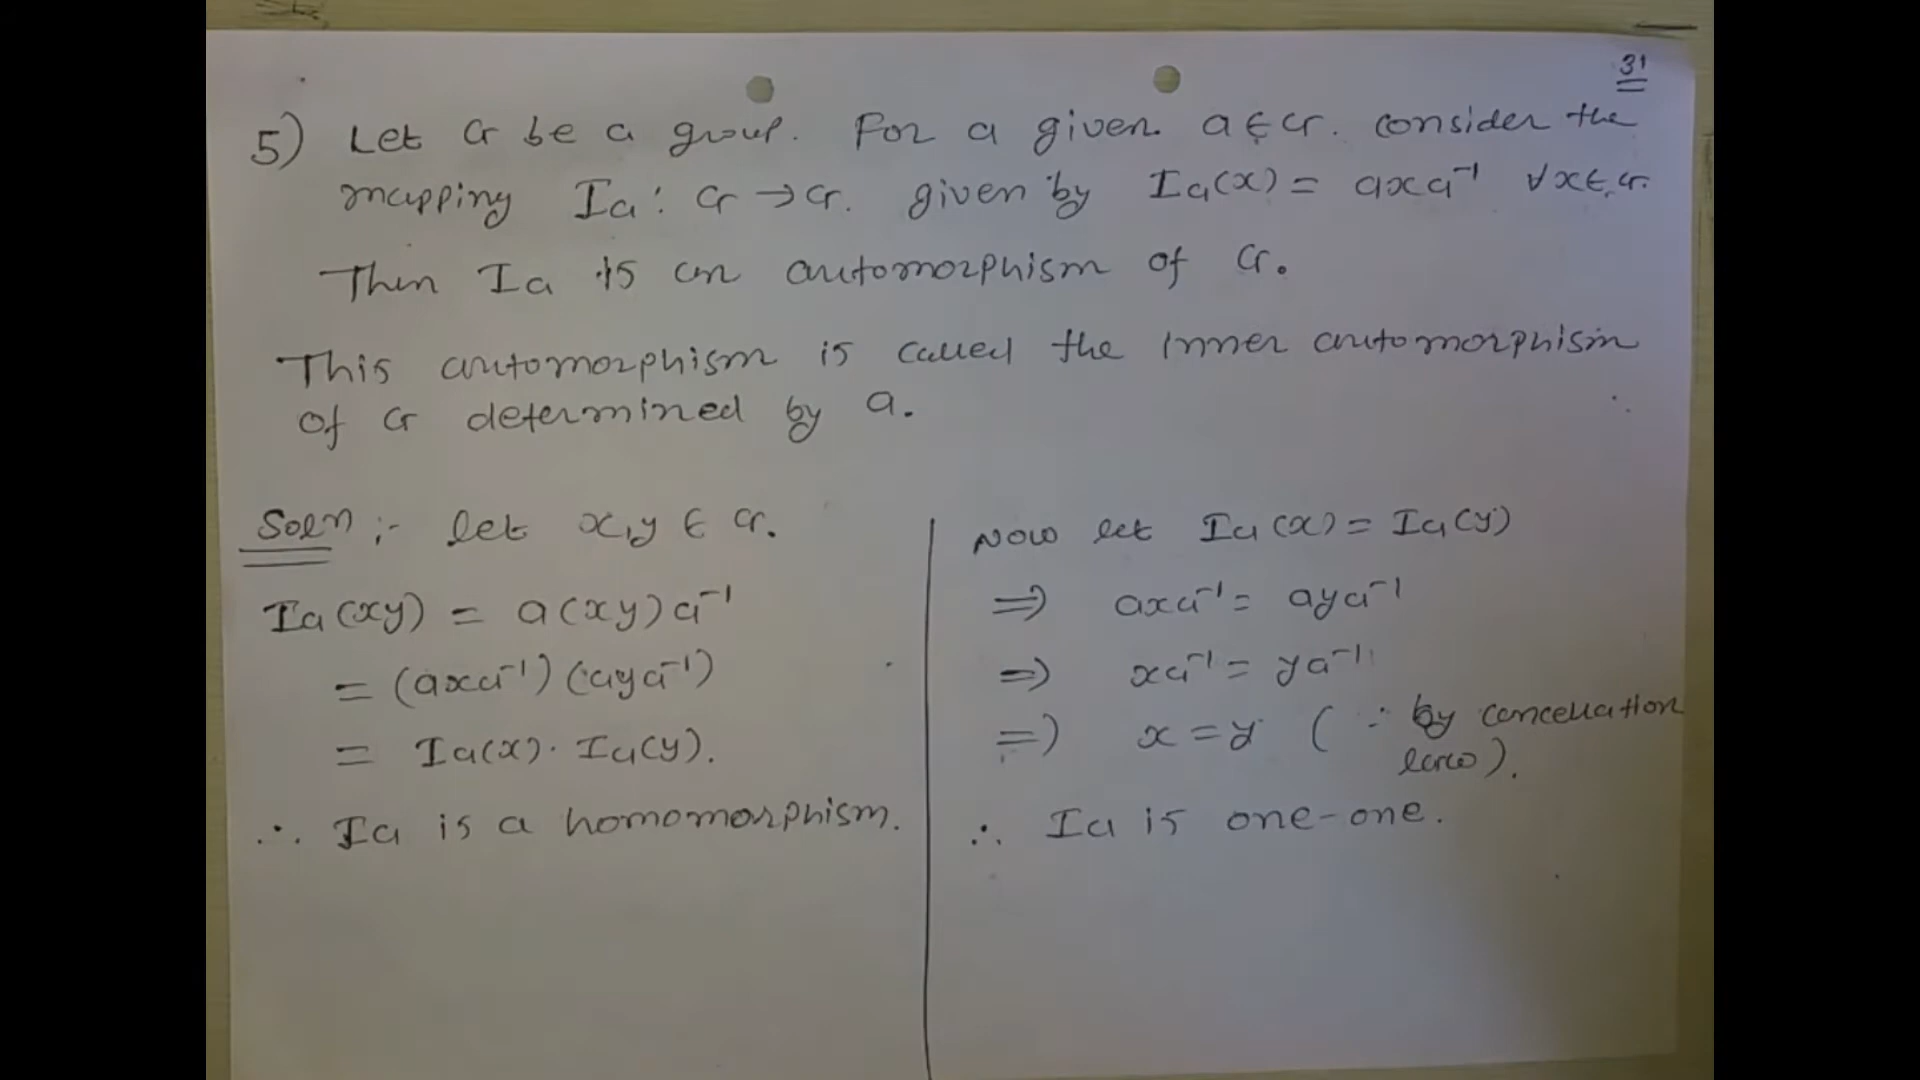 31
5) Let G be a group. For a given a ∈ G. consider the
mapping Ia : G → G. given by Ia(x) = axa⁻¹ ∀x∈G.
Then Ia is an automorphism of G.
This automorphism is called the inner automorphism
of G determined by a.
Soln :- let x,y ∈ G.
Ia(xy) = a(xy)a⁻¹
= (axa⁻¹)(aya⁻¹)
= Ia(x)·Ia(y).
∴ Ia is a homomorphism.
Now let Ia(x) = Ia(y)
⇒ axa⁻¹ = aya⁻¹
⇒ xa⁻¹ = ya⁻¹
⇒ x = y (∵ by cancellation
law).
∴ Ia is one-one.